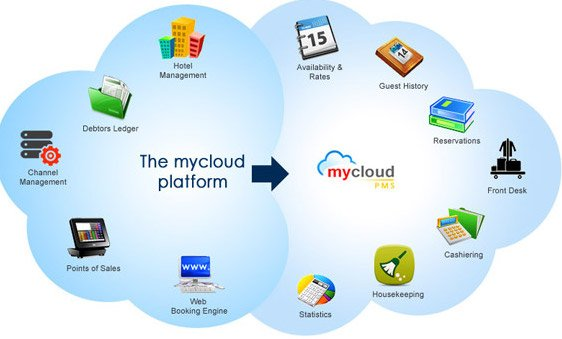 Hotel
Management
Debtors Ledger
Channel
Management
Points of Sales
WWW.
Web
Booking Engine
The mycloud
platform
mycloud
PMS
15
Availability &
Rates
14
Guest History
Reservations
Front Desk
Cashiering
Housekeeping
Statistics